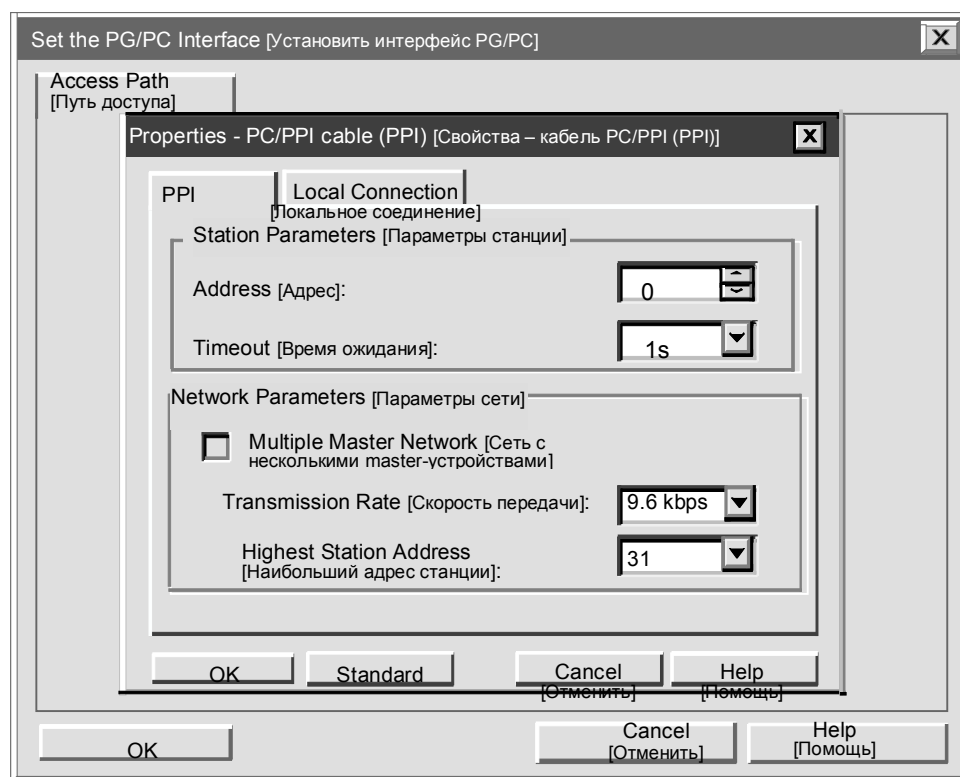 Set the PG/PC Interface [Установить интерфейс PG/PC]
X
Access Path
[Путь доступа]
Properties - PC/PPI cable (PPI) [Свойства – кабель PC/PPI (PPI)]
X
PPI
Local Connection
[Локальное соединение]
Station Parameters [Параметры станции]
Address [Адрес]:
0
Timeout [Время ожидания]:
1s
Network Parameters [Параметры сети]
Multiple Master Network [Сеть с
несколькими master-устройствами]
Transmission Rate [Скорость передачи]:
9.6 kbps
Highest Station Address
[Наибольший адрес станции]:
31
OK
Standard
Cancel
[Отменить]
Help
[Помощь]
OK
Cancel
[Отменить]
Help
[Помощь]